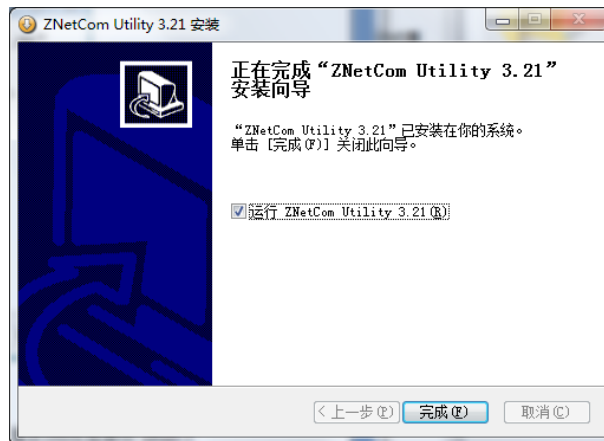 ZNetCom Utility 3.21 安装
正在完成“ZNetCom Utility 3.21”
安装向导
“ZNetCom Utility 3.21”已安装在你的系统。
单击 [完成(F)] 关闭此向导。
运行 ZNetCom Utility 3.21(R)
< 上一步(P) 完成(F) 取消(C)